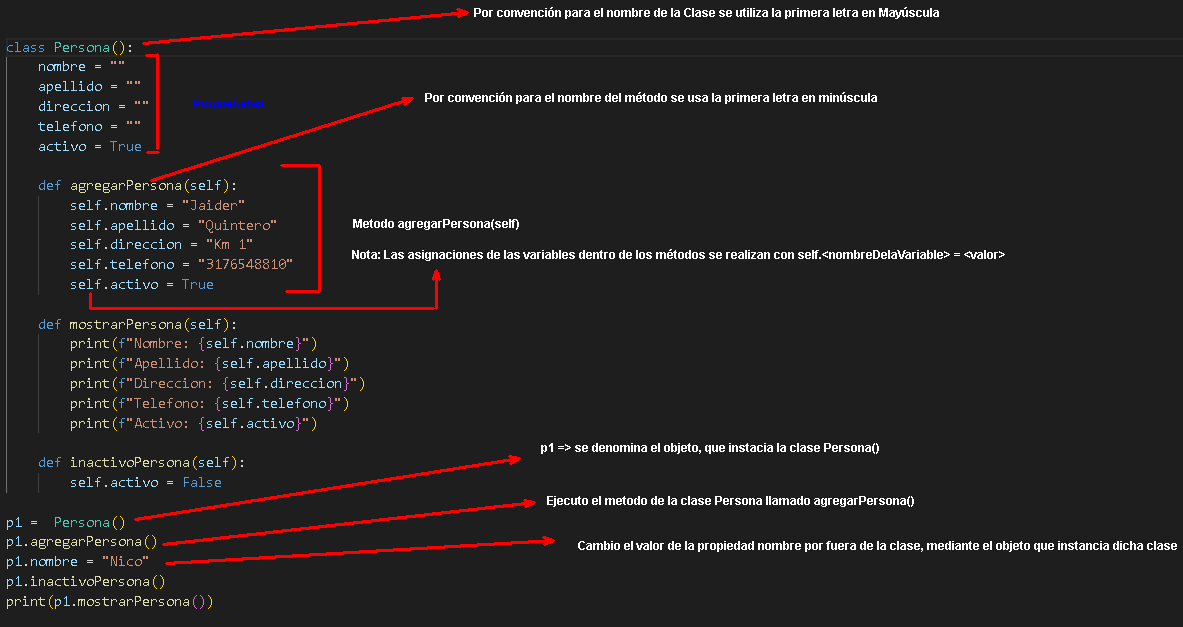 Por convención para el nombre de la Clase se utiliza la primera letra en Mayúscula
class Persona():
    nombre = ""
    apellido = ""
    direccion = ""
    telefono = ""
    activo = True
Propiedades
Por convención para el nombre del método se usa la primera letra en minúscula
    def agregarPersona(self):
        self.nombre = "Jaider"
        self.apellido = "Quintero"
        self.direccion = "Km 1"
        self.telefono = "3176548810"
        self.activo = True
Metodo agregarPersona(self)
Nota: Las asignaciones de las variables dentro de los métodos se realizan con self.<nombreDelaVariable> = <valor>
    def mostrarPersona(self):
        print(f"Nombre: {self.nombre}")
        print(f"Apellido: {self.apellido}")
        print(f"Direccion: {self.direccion}")
        print(f"Telefono: {self.telefono}")
        print(f"Activo: {self.activo}")
    def inactivoPersona(self):
        self.activo = False
p1 => se denomina el objeto, que instacia la clase Persona()
Ejecuto el metodo de la clase Persona llamado agregarPersona()
Cambio el valor de la propiedad nombre por fuera de la clase, mediante el objeto que instancia dicha clase
p1 =  Persona()
p1.agregarPersona()
p1.nombre = "Nico"
p1.inactivoPersona()
print(p1.mostrarPersona())